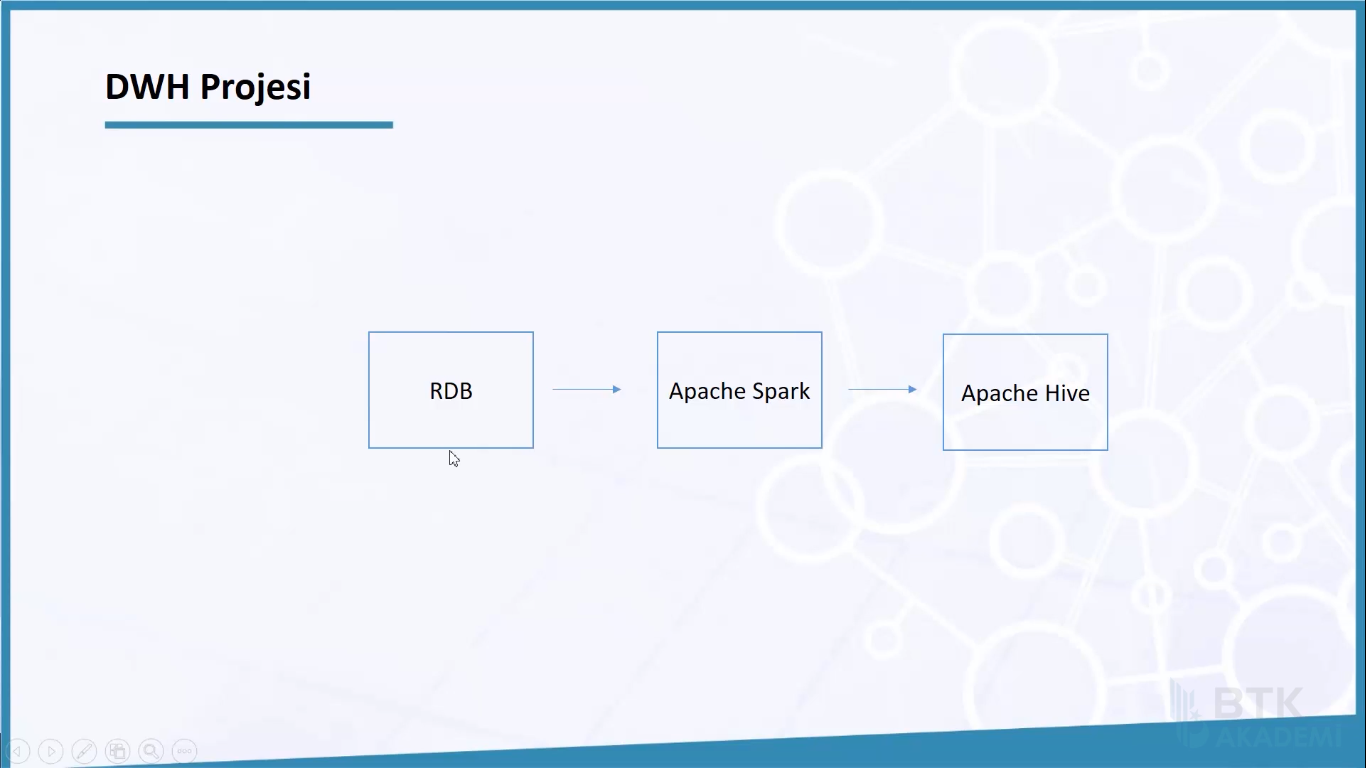 DWH Projesi
RDB
Apache Spark
Apache Hive
BTK
AKADEMİ